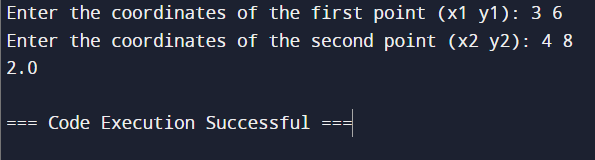 Enter the coordinates of the first point (x1 y1): 3 6
Enter the coordinates of the second point (x2 y2): 4 8
2.0
=== Code Execution Successful ===